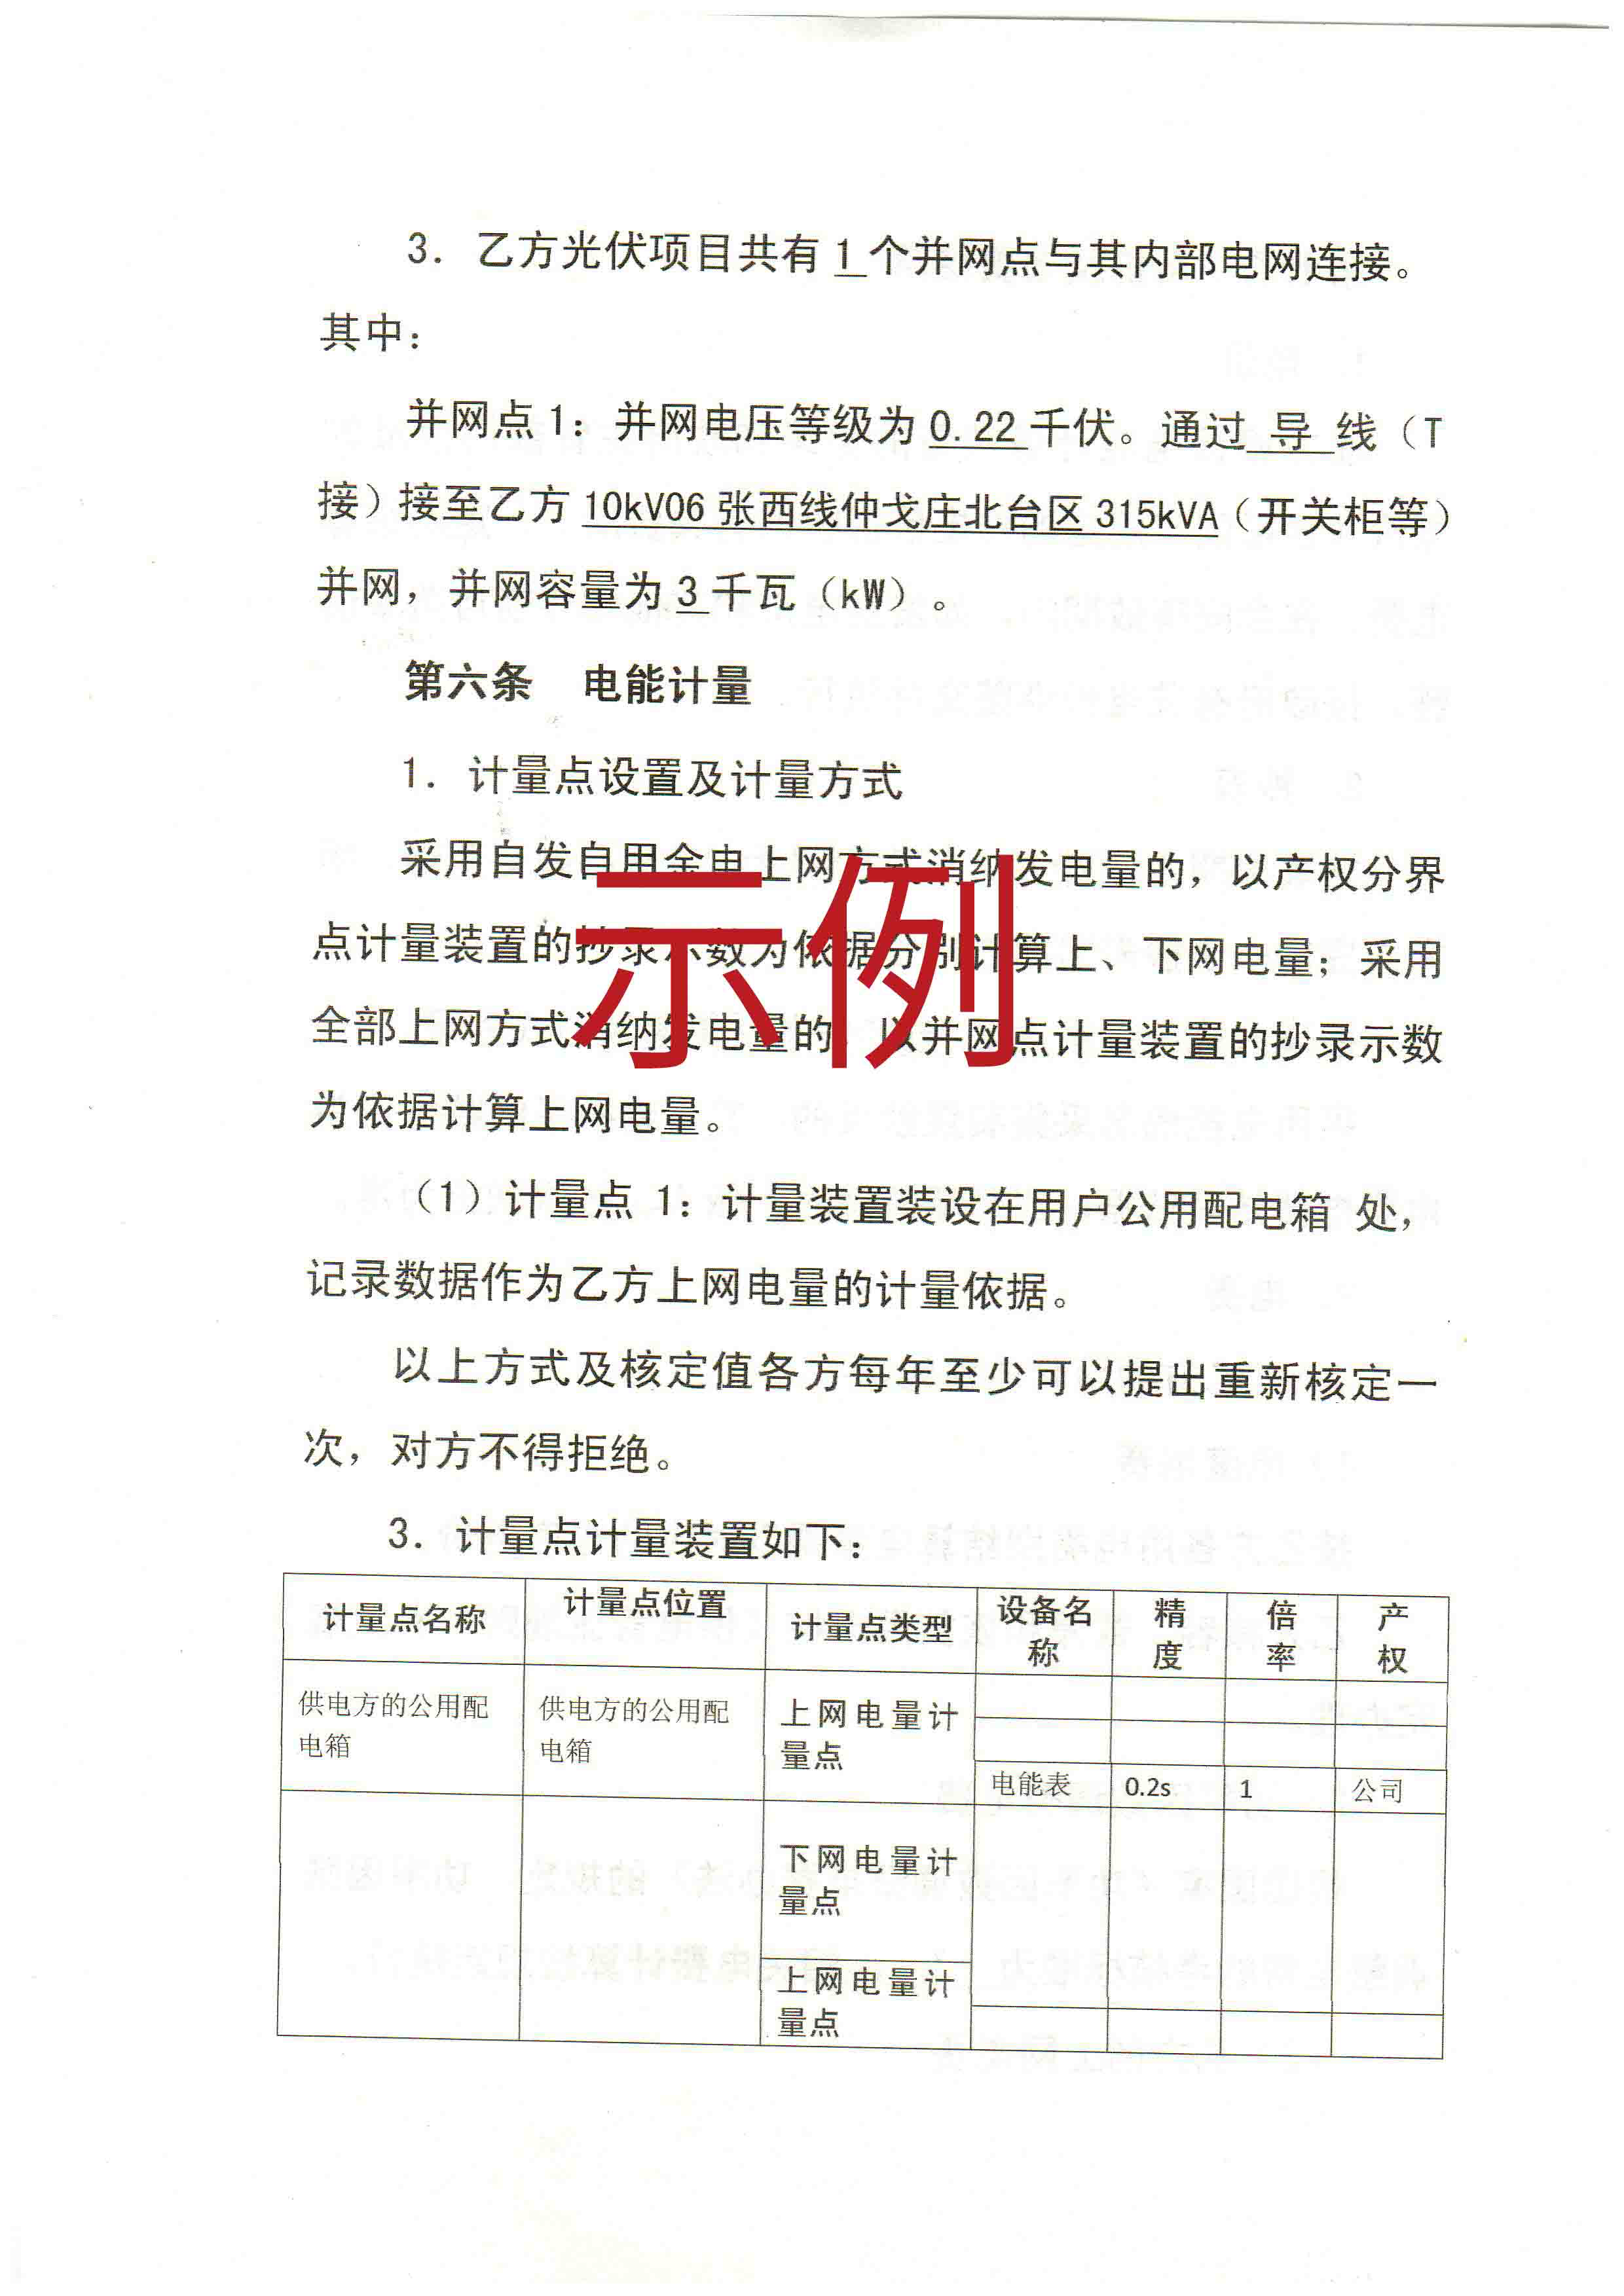 3. 乙方光伏项目共有 1 个并网点与其内部电网连接。
其中：
并网点 1：并网电压等级为 0.22 千伏。通过 导 线（T
接）接至乙方 10kV06 张西线仲戈庄北台区 315kVA（开关柜等）
并网，并网容量为 3 千瓦（kW）。
第六条 电能计量
1. 计量点设置及计量方式
采用自发自用余电上网方式消纳发电量的，以产权分界
点计量装置的抄录示数为依据分别计算上、下网电量；采用
全部上网方式消纳发电量的，以并网点计量装置的抄录示数
为依据计算上网电量。
示例
（1）计量点 1：计量装置装设在用户公用配电箱 处，
记录数据作为乙方上网电量的计量依据。
以上方式及核定值各方每年至少可以提出重新核定一
次，对方不得拒绝。
3. 计量点计量装置如下：
计量点名称 计量点位置 计量点类型 设备名称 精度 倍率 产权
供电方的公用配 供电方的公用配 上网电量计
电箱 电箱 量点
电能表 0.2s 1 公司
下网电量计
量点
上网电量计
量点